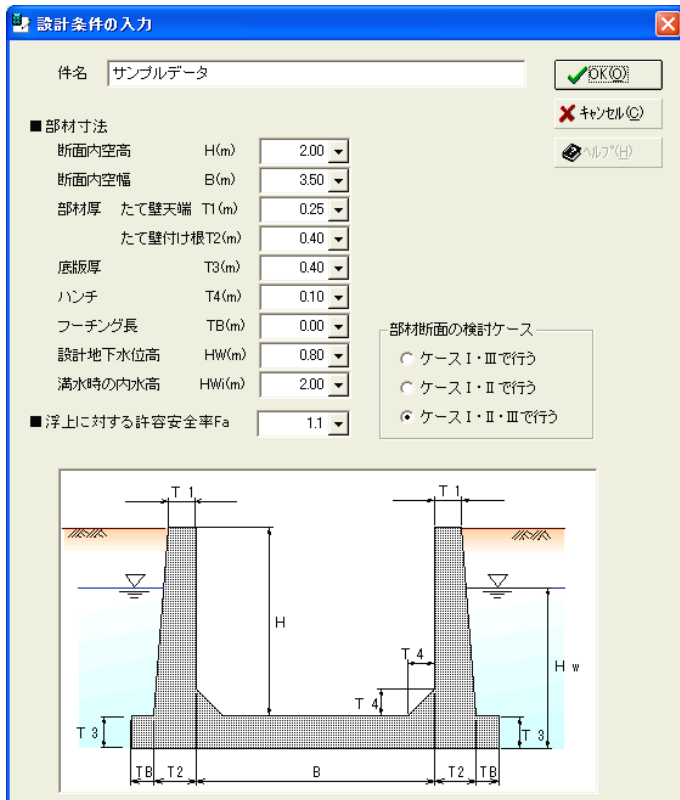 設計条件の入力
件名 サンプルデータ
OK(O)
キャンセル(C)
ヘルプ(H)
■部材寸法
断面内空高 H(m) 2.00
断面内空幅 B(m) 3.50
部材厚 たて壁天端 T1(m) 0.25
たて壁付け根T2(m) 0.40
底版厚 T3(m) 0.40
ハンチ T4(m) 0.10
フーチング長 TB(m) 0.00
設計地下水位高 HW(m) 0.80
満水時の内水高 HWi(m) 2.00
■浮上に対する許容安全率Fa 1.1
部材断面の検討ケース
ケースⅠ・Ⅲで行う
ケースⅠ・Ⅱで行う
ケースⅠ・Ⅱ・Ⅲで行う
T 1 T 1
H
T 4
H w
T 4
T 3 T 3
TB T2 B T2 TB